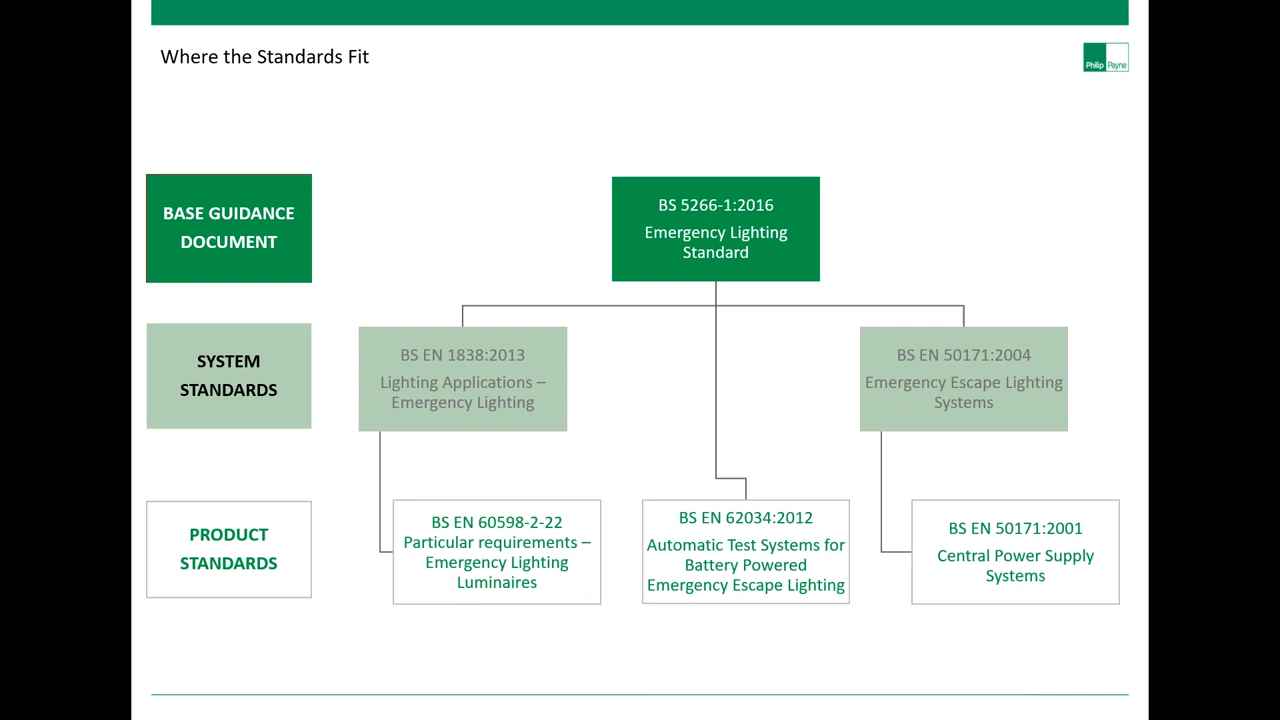 Where the Standards Fit
Philip Payne
BASE GUIDANCE
DOCUMENT
BS 5266-1:2016
Emergency Lighting
Standard
SYSTEM
STANDARDS
BS EN 1838:2013
Lighting Applications –
Emergency Lighting
BS EN 50171:2004
Emergency Escape Lighting
Systems
PRODUCT
STANDARDS
BS EN 60598-2-22
Particular requirements –
Emergency Lighting
Luminaires
BS EN 62034:2012
Automatic Test Systems for
Battery Powered
Emergency Escape Lighting
BS EN 50171:2001
Central Power Supply
Systems